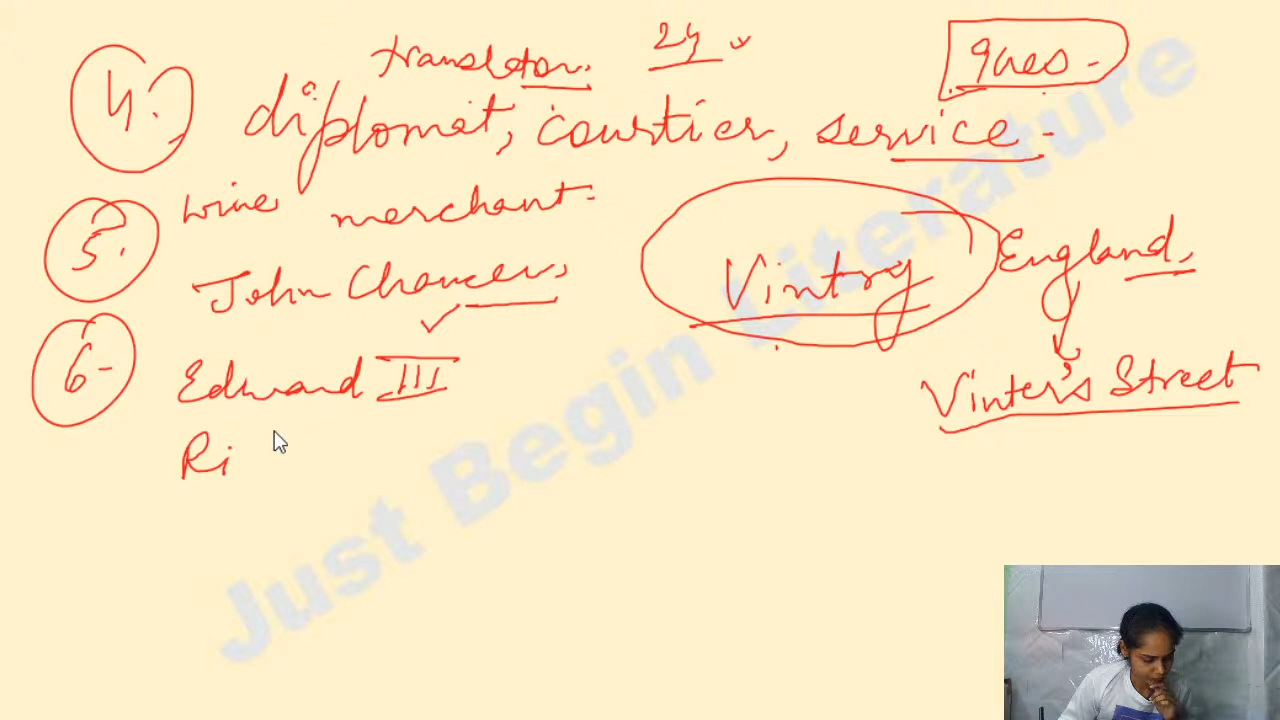 translator. 24 ques.
4. diplomat, courtier, service.
5. wine merchant.
John Chaucer, Vintry England,
6- Edward III Vinter's Street
Ri
Just Begin Literature